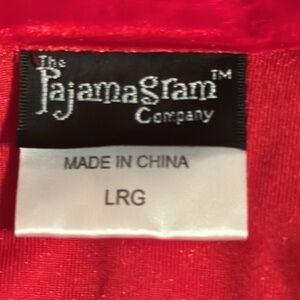 The
Pajamagram™
Company
MADE IN CHINA
LRG